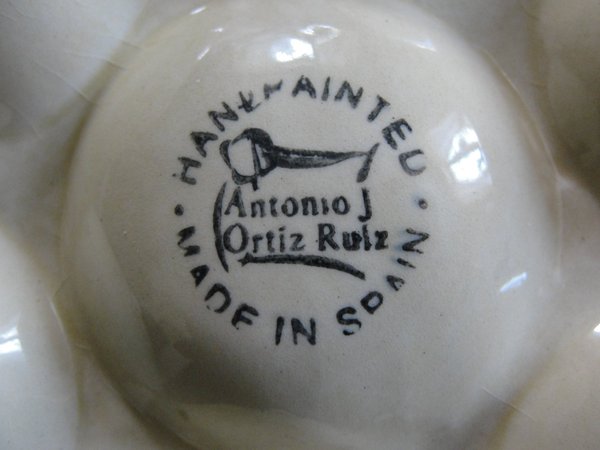 HANDPAINTED
Antonio J
Ortiz Ruiz
MADE IN SPAIN